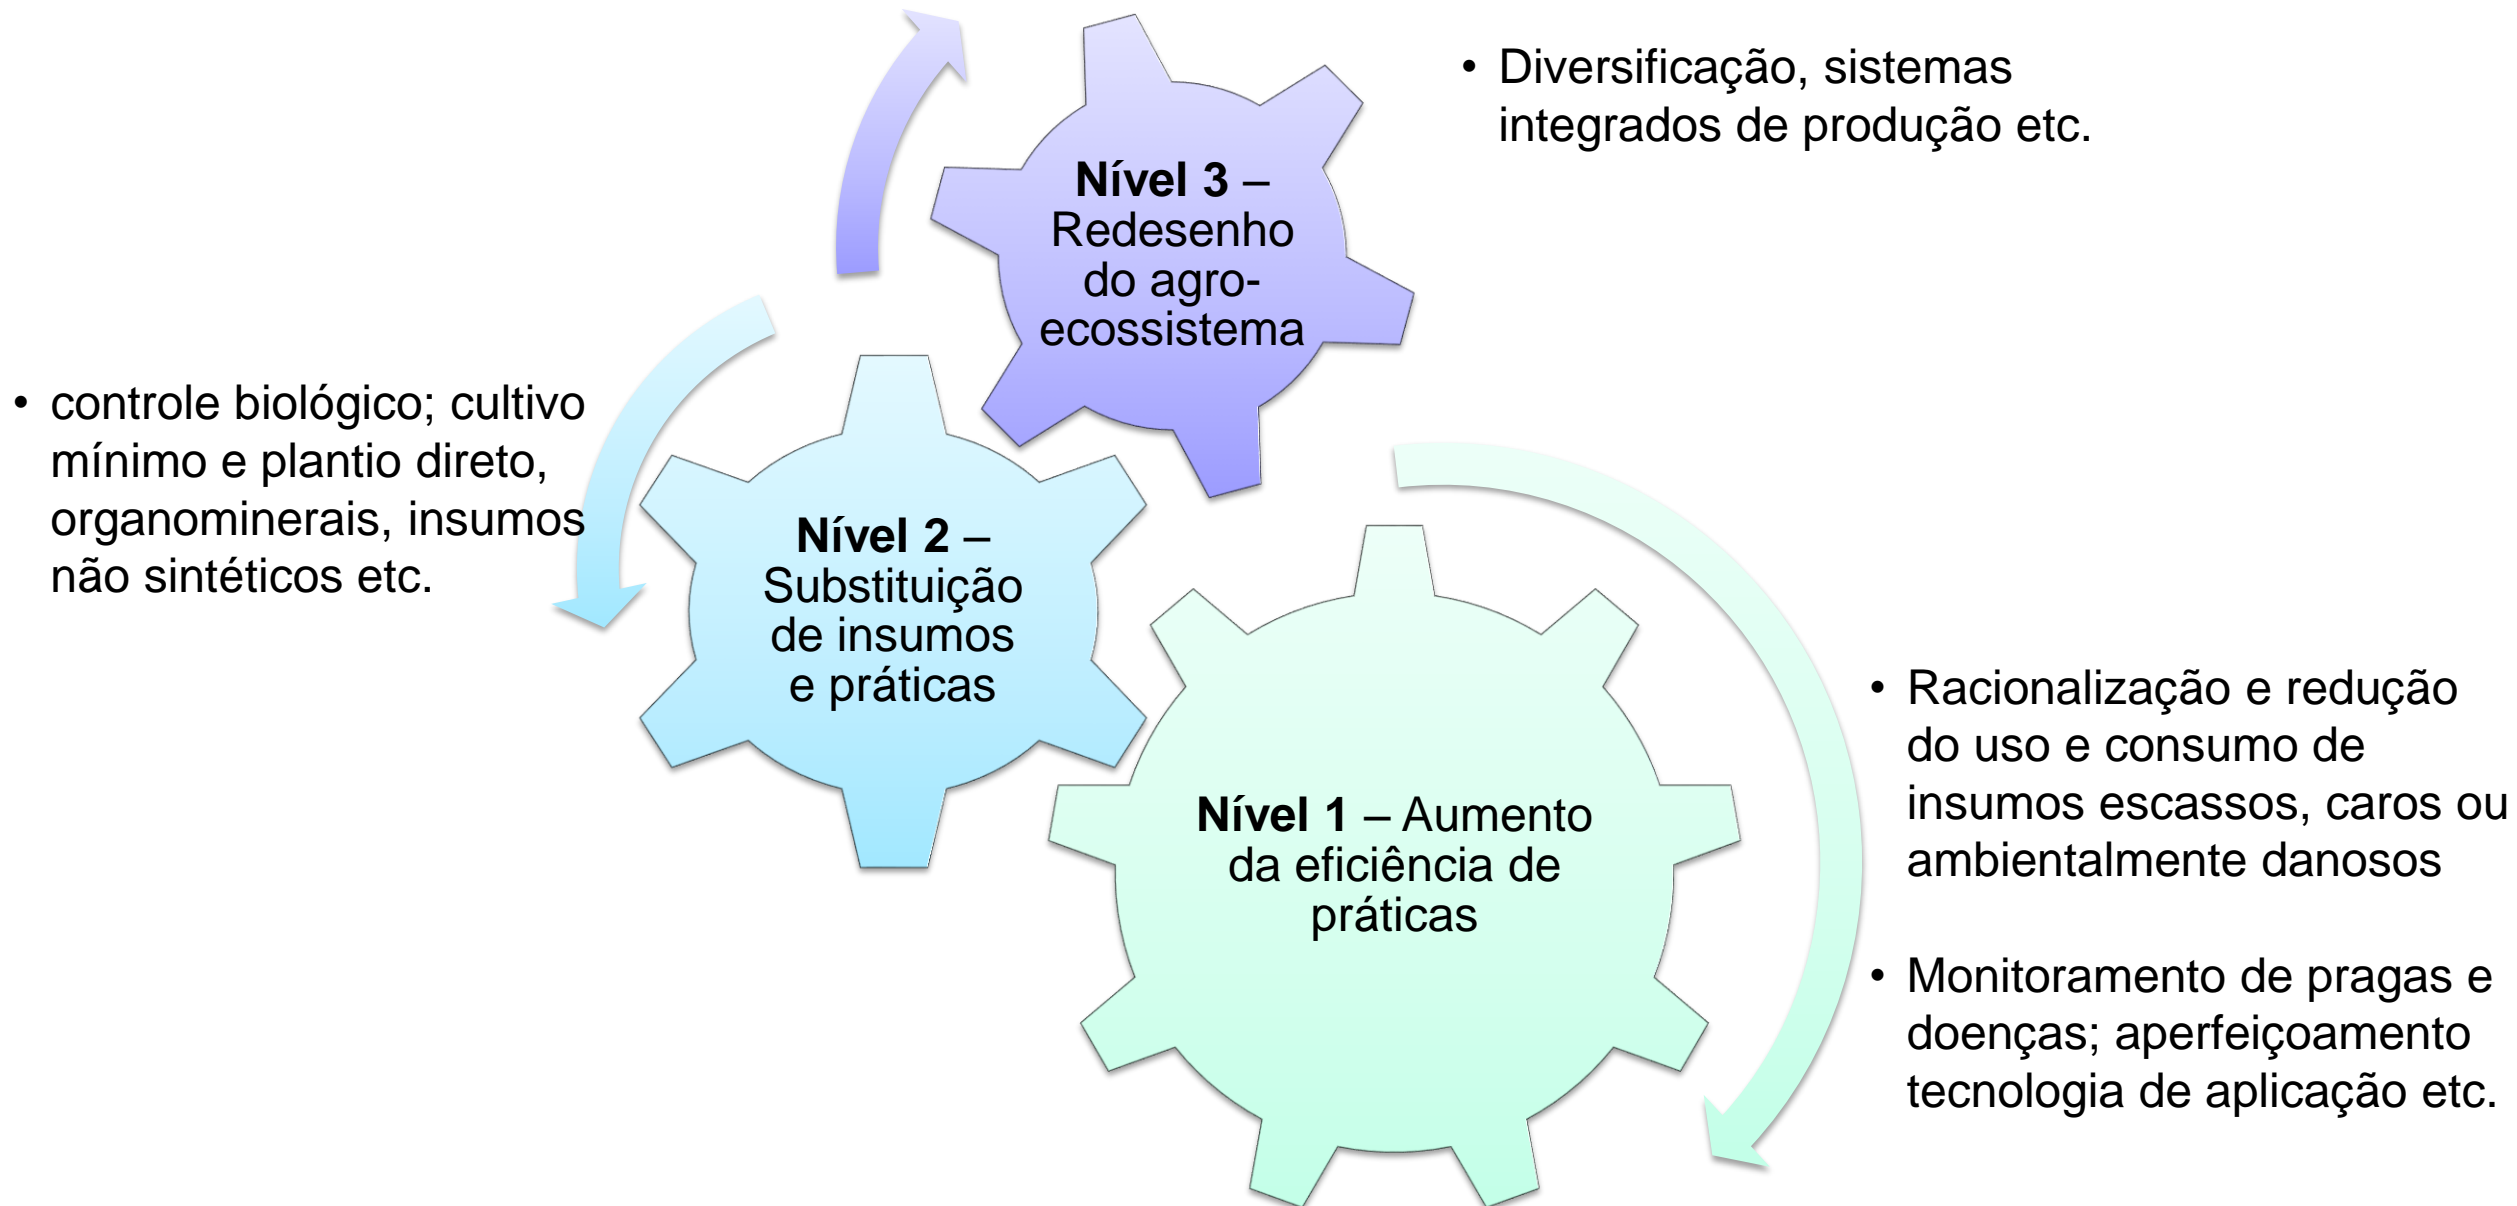 • Diversificação, sistemas
integrados de produção etc.
Nível 3 –
Redesenho
do agro-
ecossistema
• controle biológico; cultivo
mínimo e plantio direto,
organominerais, insumos
não sintéticos etc.
Nível 2 –
Substituição
de insumos
e práticas
Nível 1 – Aumento
da eficiência de
práticas
• Racionalização e redução
do uso e consumo de
insumos escassos, caros ou
ambientalmente danosos
• Monitoramento de pragas e
doenças; aperfeiçoamento
tecnologia de aplicação etc.